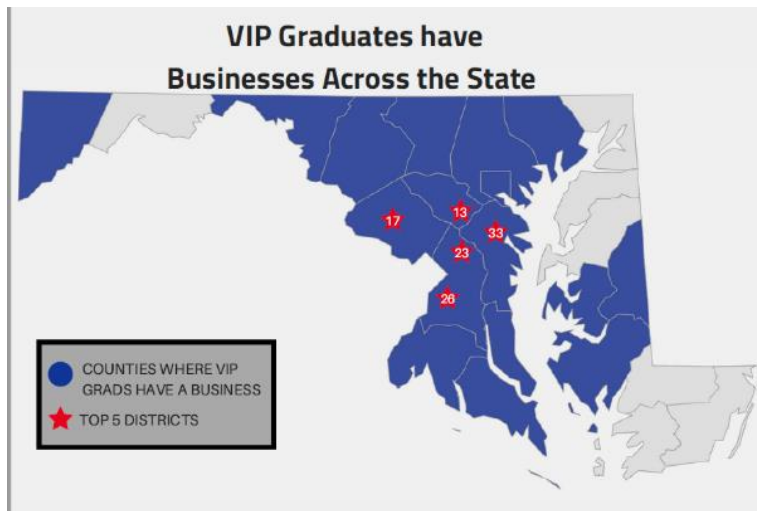 VIP Graduates have
Businesses Across the State
17
13
33
23
26
COUNTIES WHERE VIP
GRADS HAVE A BUSINESS
TOP 5 DISTRICTS